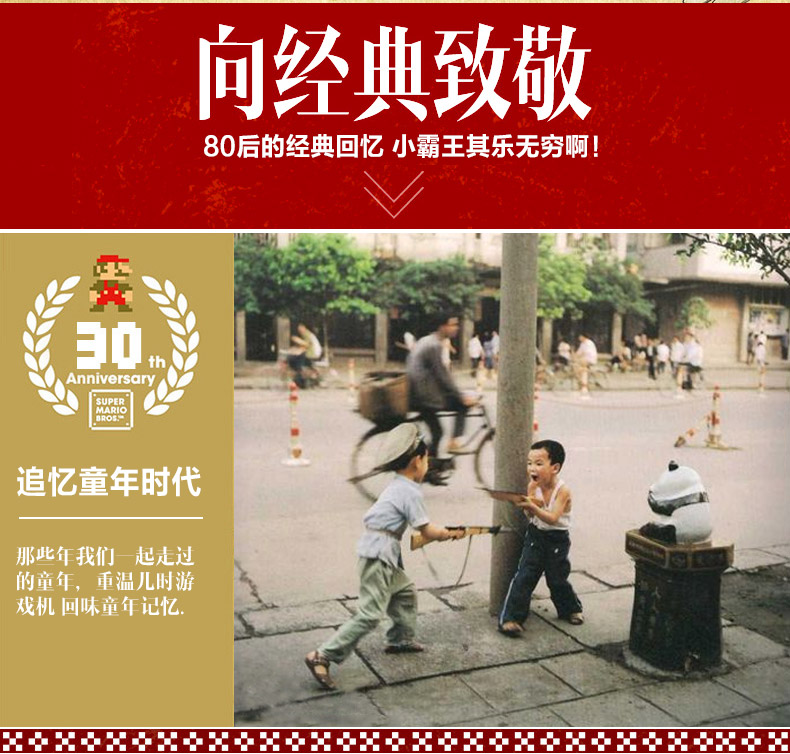 向经典致敬
80后的经典回忆 小霸王其乐无穷啊!
30th
Anniversary
SUPER
MARIO
BROS.™
追忆童年时代
那些年我们一起走过
的童年, 重温儿时游
戏机 回味童年记忆.